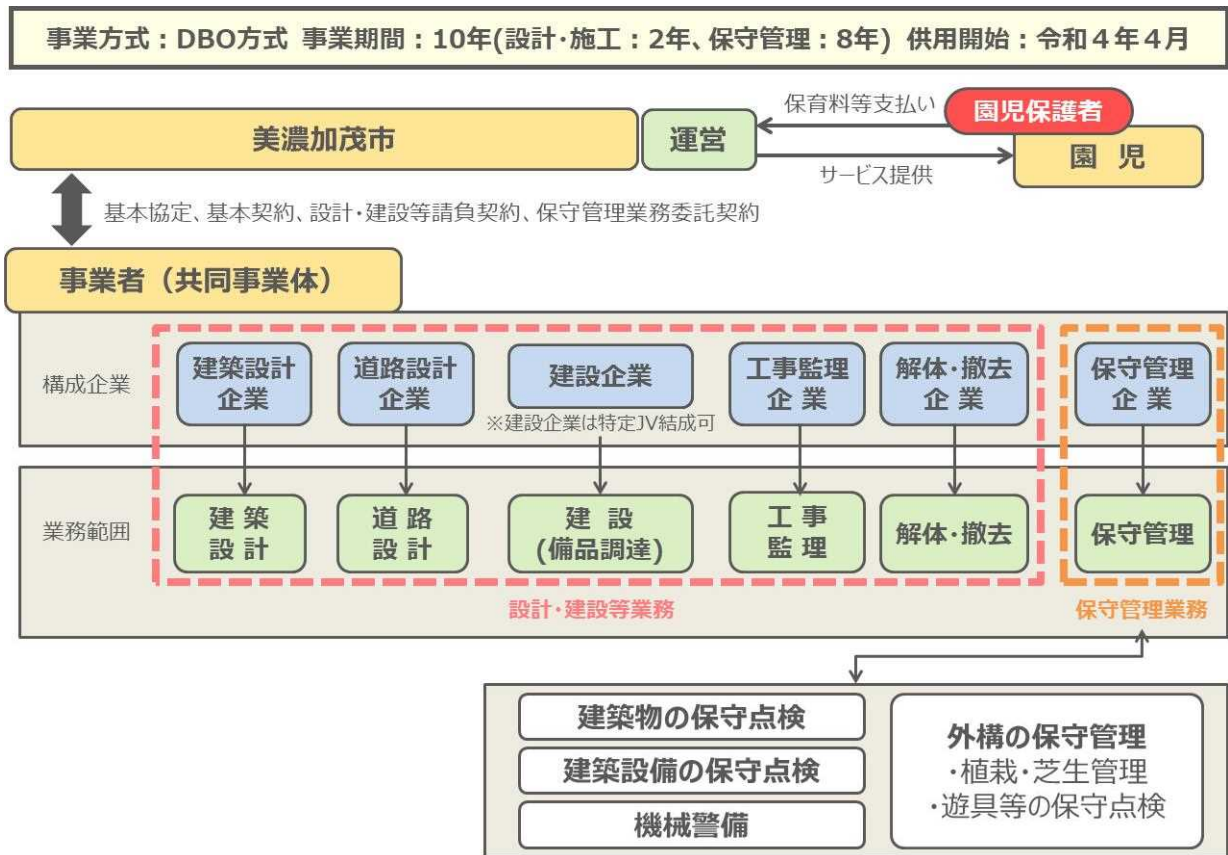 事業方式：DBO方式 事業期間：10年(設計・施工：2年、保守管理：8年) 供用開始：令和４年４月
保育料等支払い
園児保護者
美濃加茂市
運営
園 児
サービス提供
基本協定、基本契約、設計・建設等請負契約、保守管理業務委託契約
事業者（共同事業体）
構成企業
建築設計
企業
道路設計
企業
建設企業
※建設企業は特定JV結成可
工事監理
企 業
解体・撤去
企 業
保守管理
企 業
業務範囲
建 築
設 計
道 路
設 計
建 設
(備品調達)
工 事
監 理
解体・撤去
保守管理
設計・建設等業務
保守管理業務
建築物の保守点検
建築設備の保守点検
機械警備
外構の保守管理
・植栽・芝生管理
・遊具等の保守点検